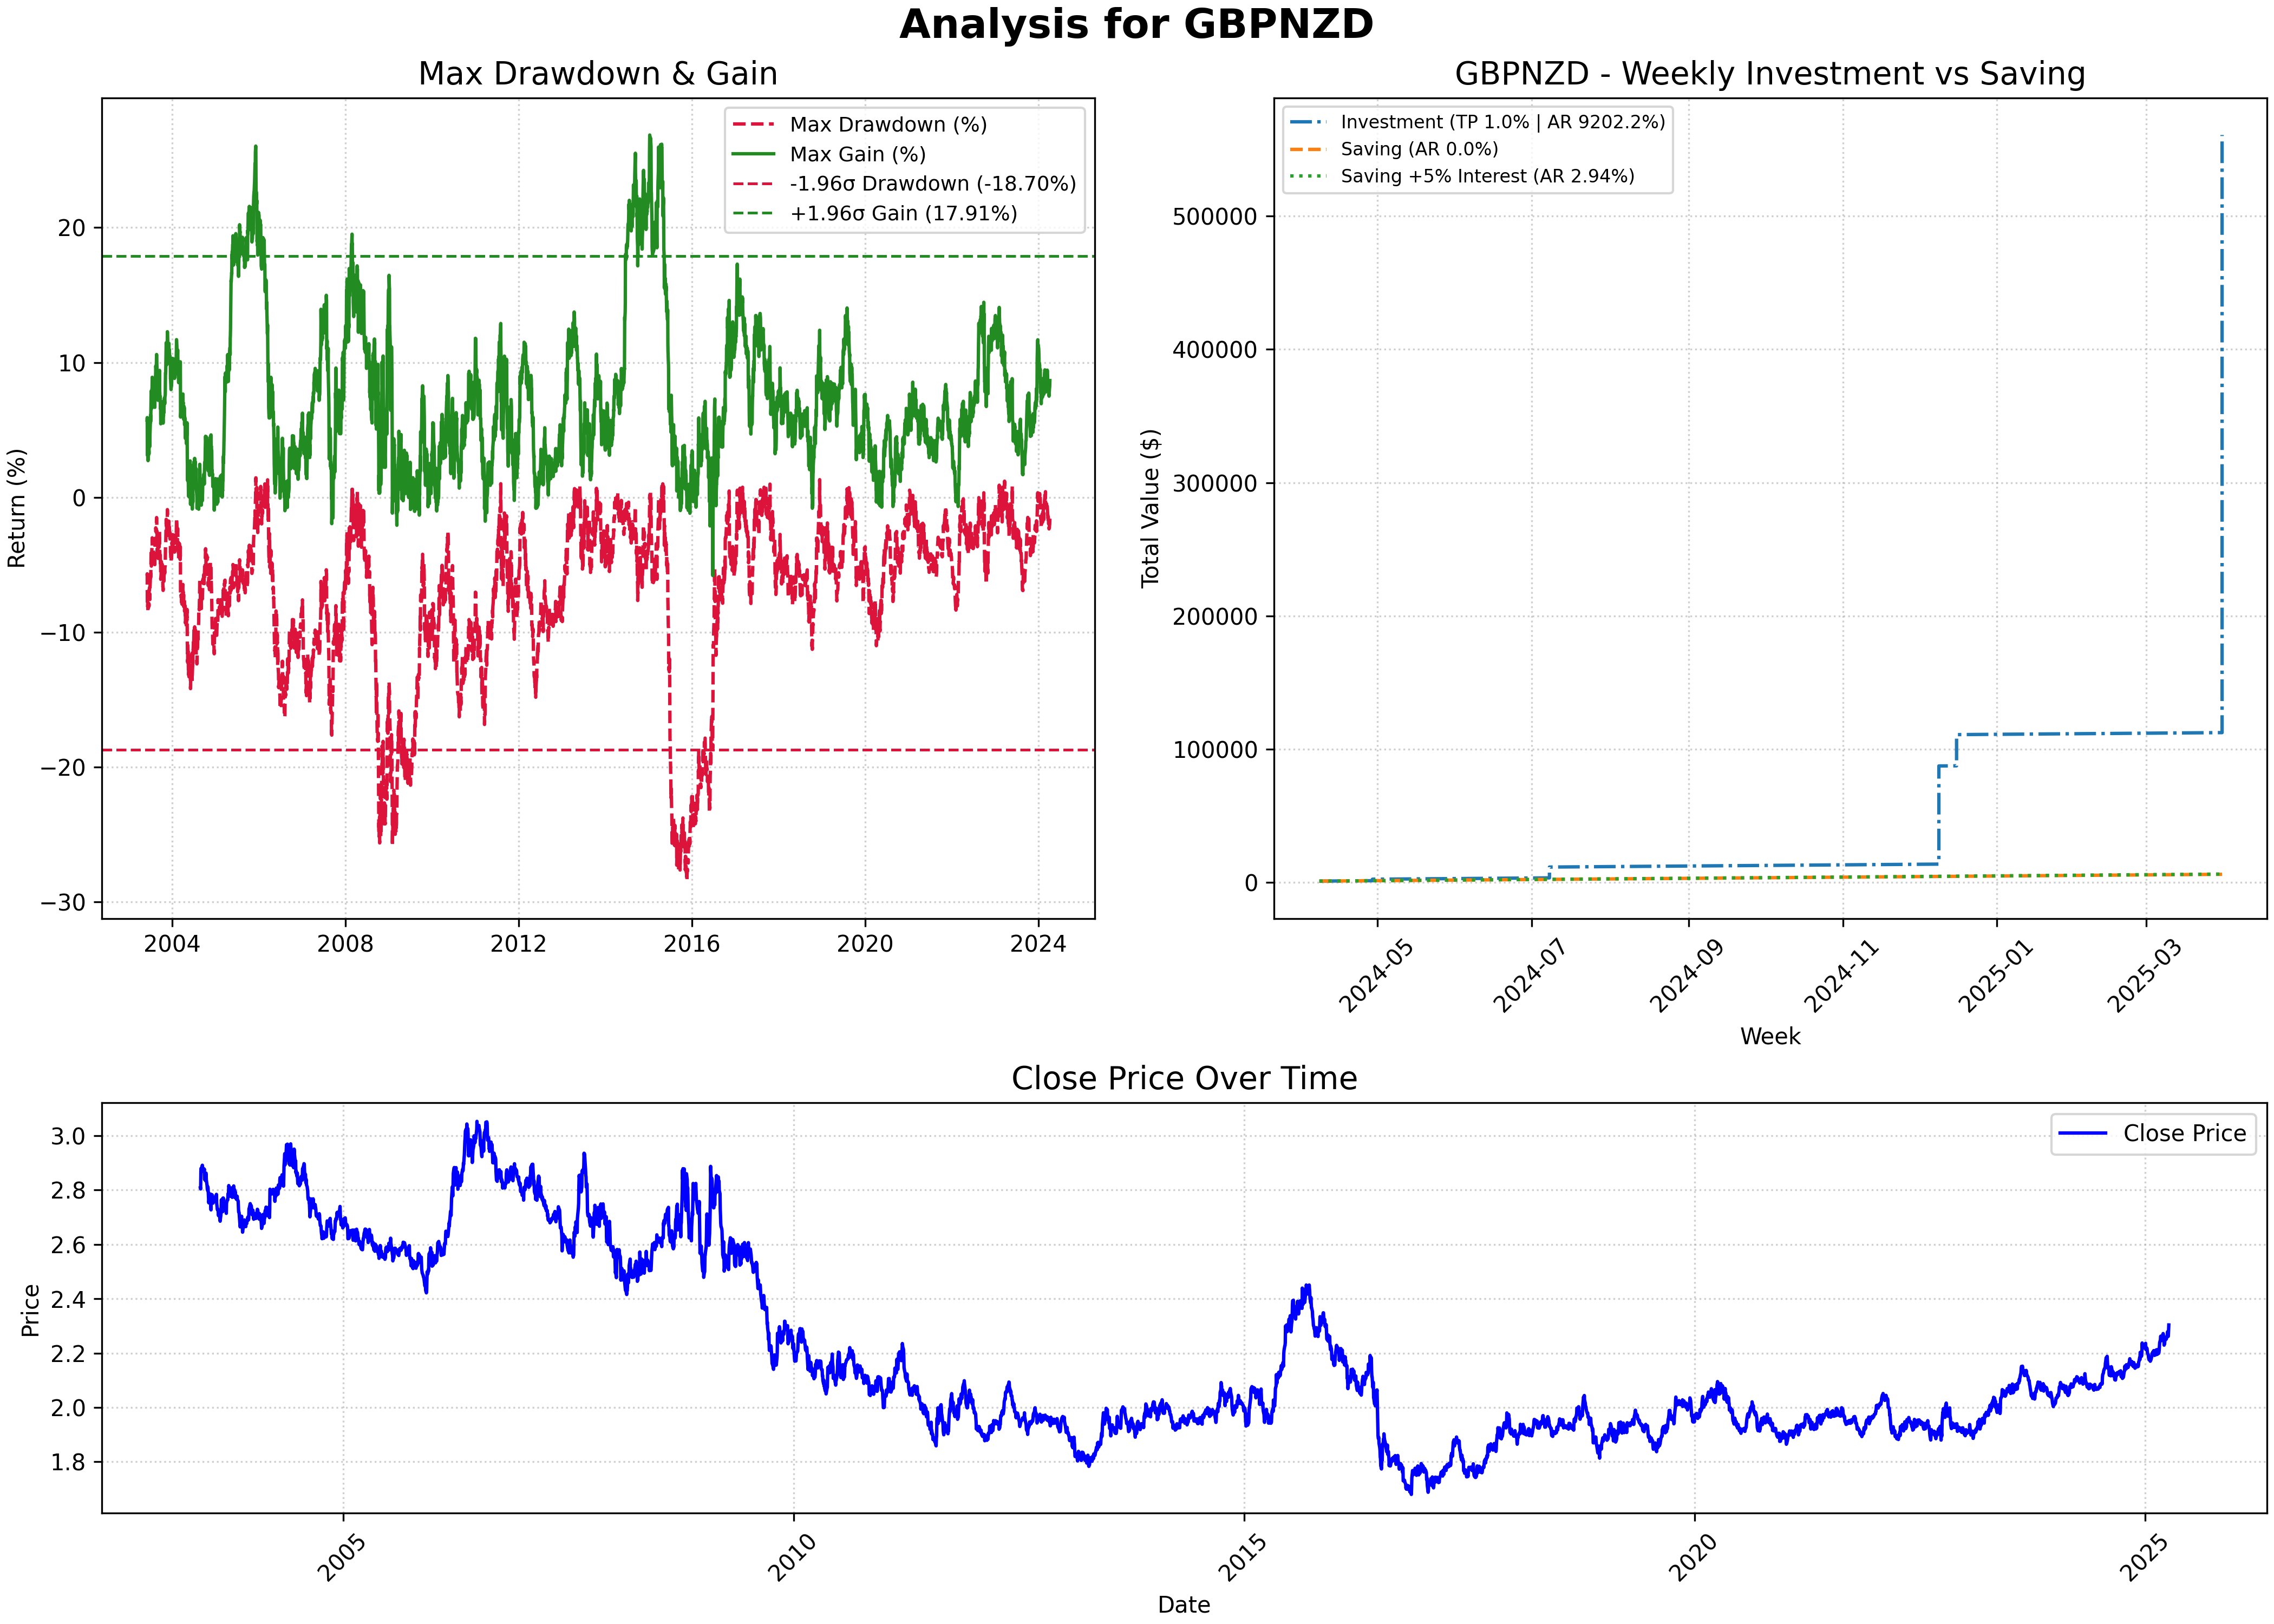 Analysis for GBPNZD
Max Drawdown & Gain
Return (%)
20
10
0
−10
−20
−30
2004
2008
2012
2016
2020
2024
Max Drawdown (%)
Max Gain (%)
-1.96σ Drawdown (-18.70%)
+1.96σ Gain (17.91%)
GBPNZD - Weekly Investment vs Saving
Total Value ($)
500000
400000
300000
200000
100000
0
2024-05
2024-07
2024-09
2024-11
2025-01
2025-03
Week
Investment (TP 1.0% | AR 9202.2%)
Saving (AR 0.0%)
Saving +5% Interest (AR 2.94%)
Close Price Over Time
Price
3.0
2.8
2.6
2.4
2.2
2.0
1.8
2005
2010
2015
2020
2025
Date
Close Price